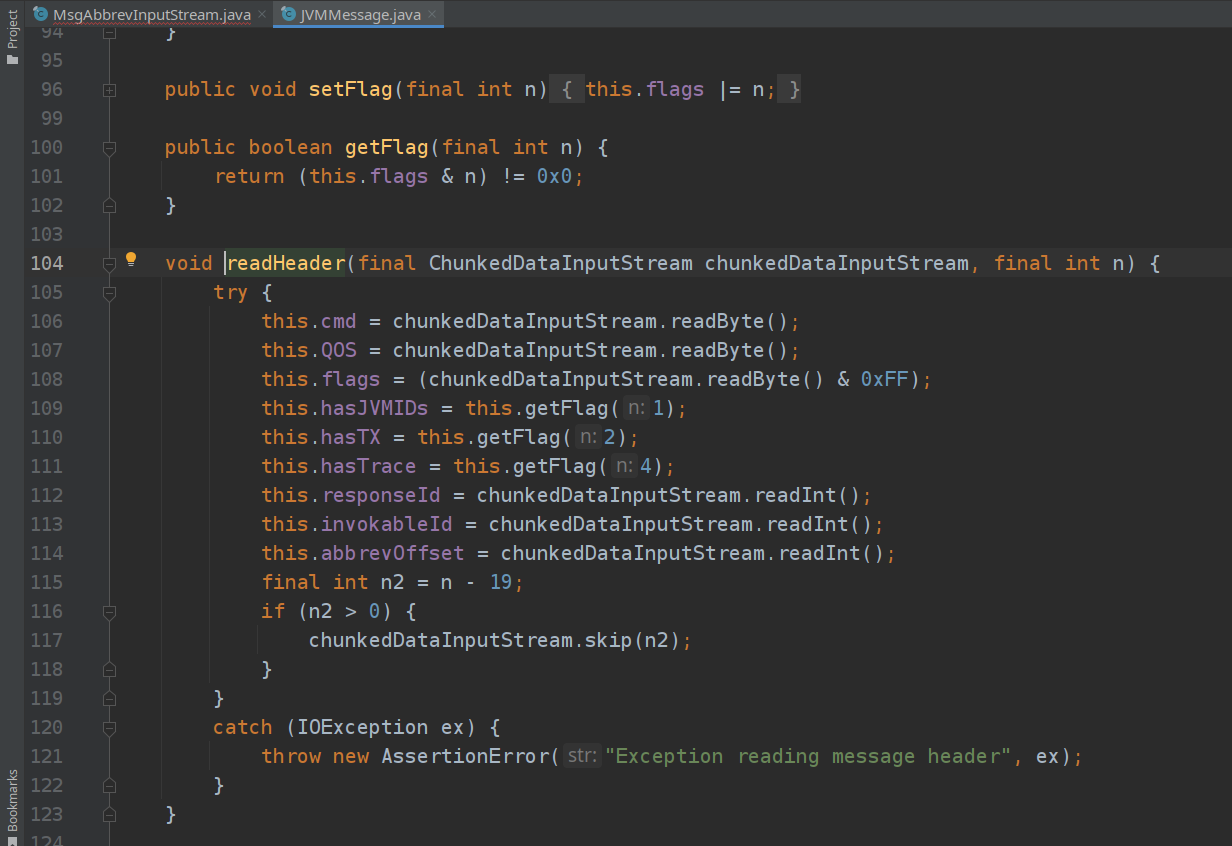 Project
MsgAbbrevInputStream.java
JVMMessage.java
94 }
95
96 public void setFlag(final int n) { this.flags |= n; }
99
100 public boolean getFlag(final int n) {
101 return (this.flags & n) != 0x0;
102 }
103
104 void readHeader(final ChunkedDataInputStream chunkedDataInputStream, final int n) {
105 try {
106 this.cmd = chunkedDataInputStream.readByte();
107 this.QOS = chunkedDataInputStream.readByte();
108 this.flags = (chunkedDataInputStream.readByte() & 0xFF);
109 this.hasJVMIDs = this.getFlag( n: 1);
110 this.hasTX = this.getFlag( n: 2);
111 this.hasTrace = this.getFlag( n: 4);
112 this.responseId = chunkedDataInputStream.readInt();
113 this.invokableId = chunkedDataInputStream.readInt();
114 this.abbrevOffset = chunkedDataInputStream.readInt();
115 final int n2 = n - 19;
116 if (n2 > 0) {
117 chunkedDataInputStream.skip(n2);
118 }
119 }
120 catch (IOException ex) {
121 throw new AssertionError( str: "Exception reading message header", ex);
122 }
123 }
124
Bookmarks